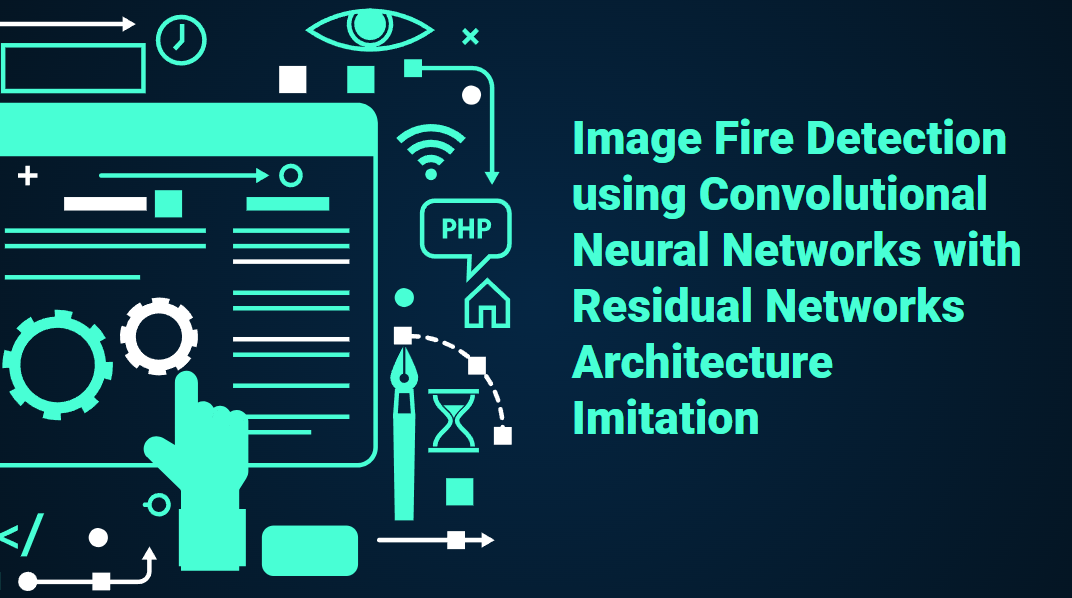 PHP
</
Image Fire Detection
using Convolutional
Neural Networks with
Residual Networks
Architecture
Imitation